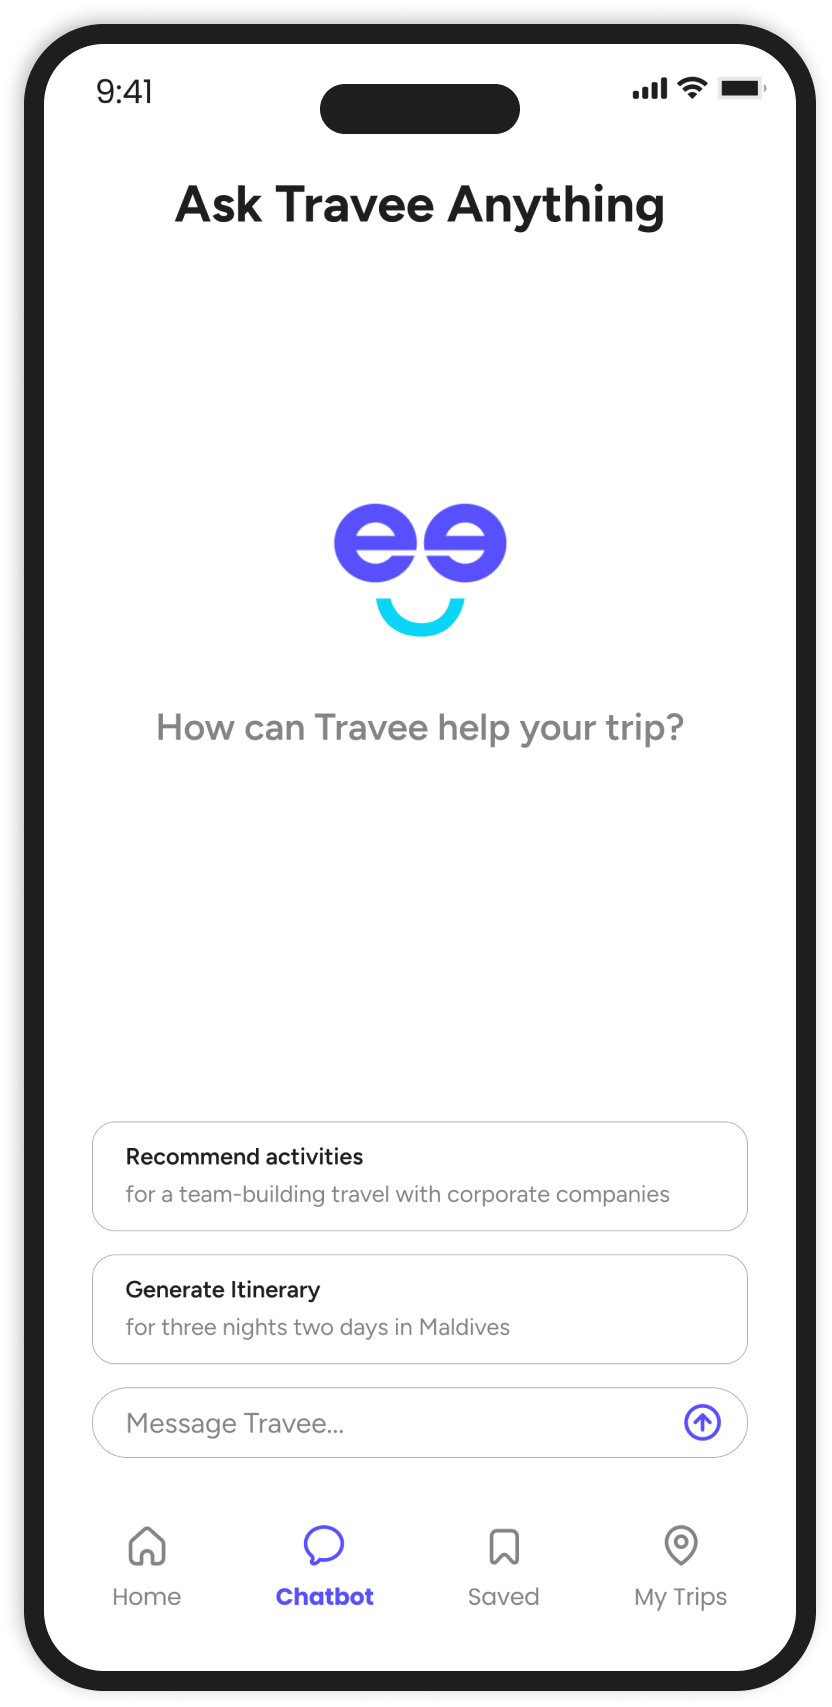 9:41
Ask Travee Anything
ee
How can Travee help your trip?
Recommend activities
for a team-building travel with corporate companies
Generate Itinerary
for three nights two days in Maldives
Message Travee...
Home
Chatbot
Saved
My Trips